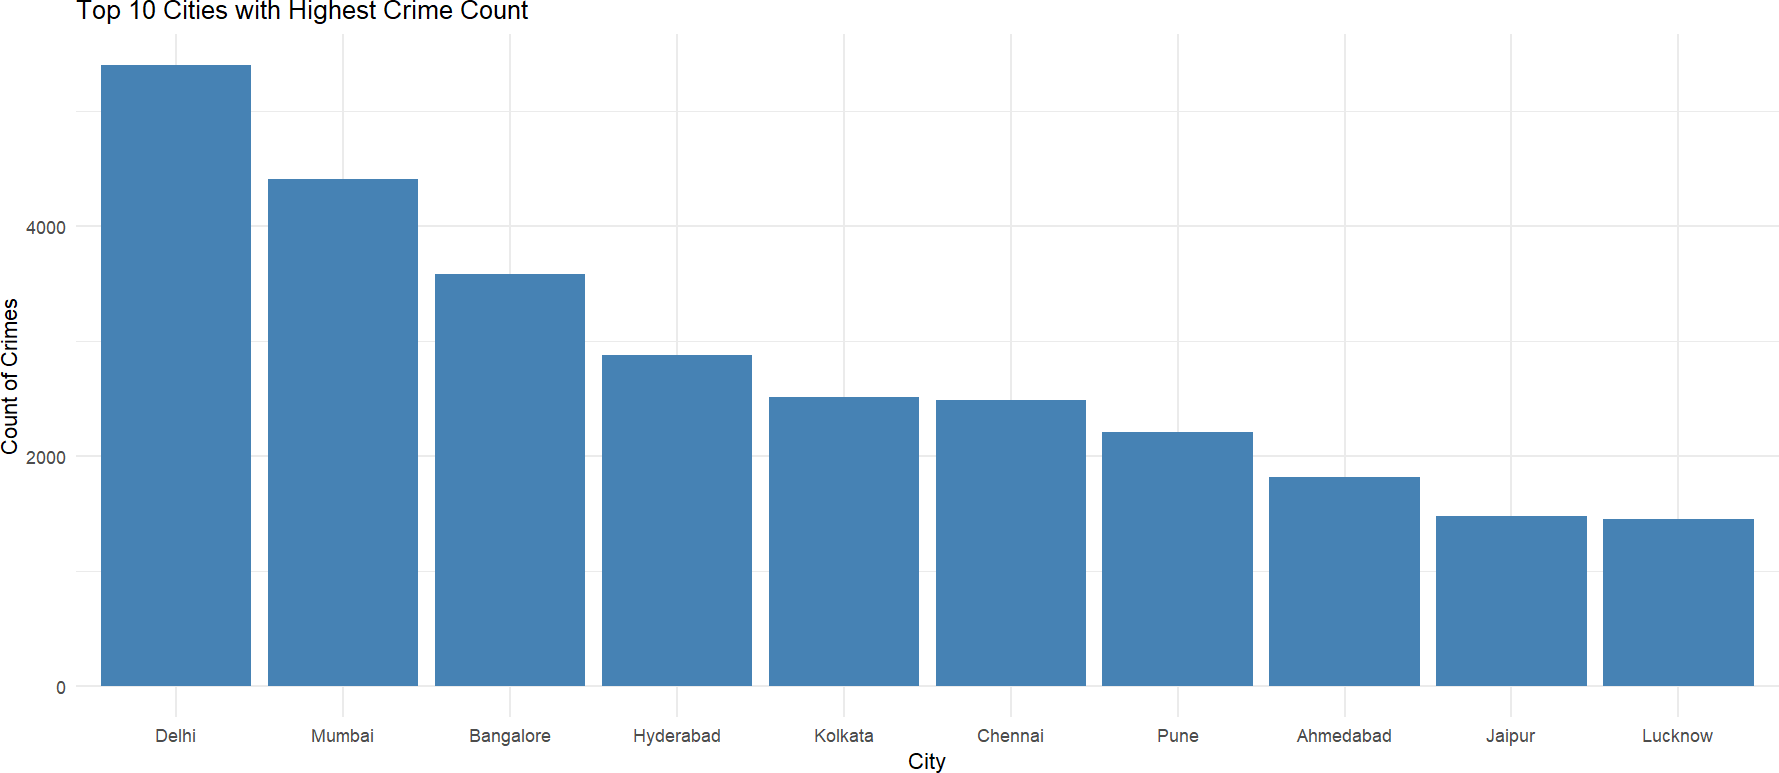 Top 10 Cities with Highest Crime Count
Count of Crimes
4000
2000
0
Delhi Mumbai Bangalore Hyderabad Kolkata Chennai Pune Ahmedabad Jaipur Lucknow
City